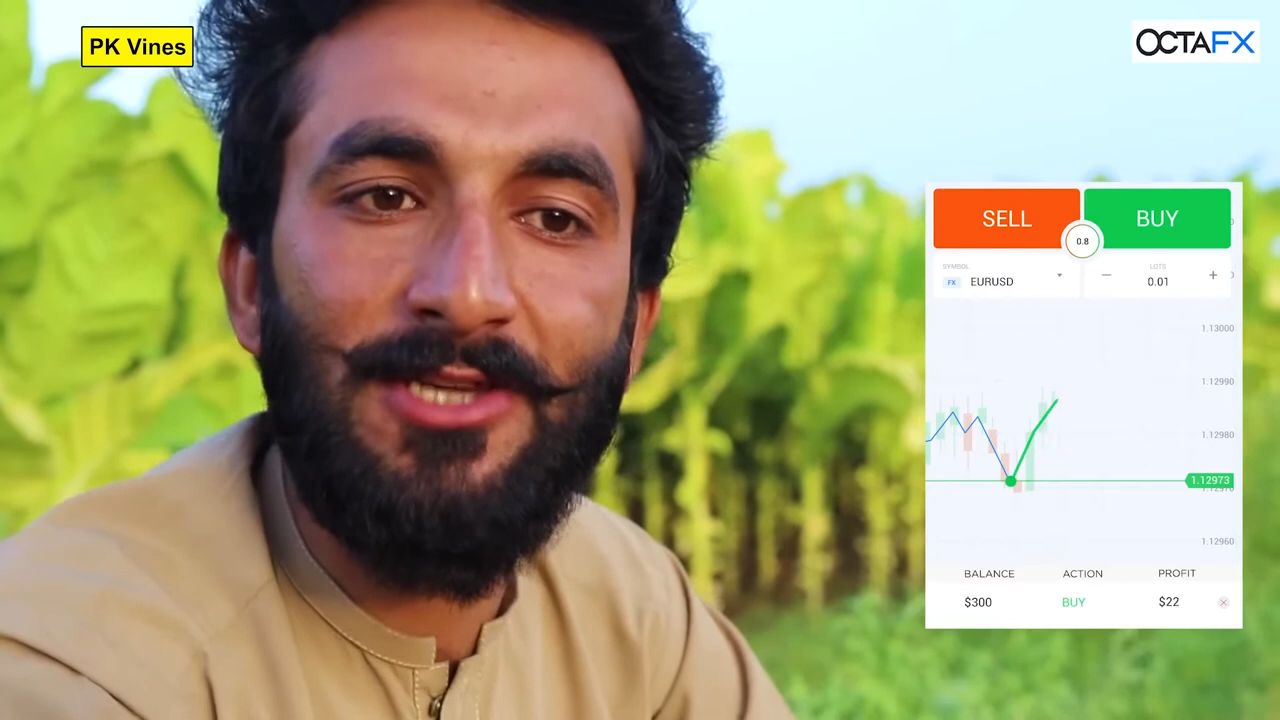 PK Vines
OCTAFX
SELL
BUY
0.8
SYMBOL
LOTS
FX EURUSD
0.01
1.13000
1.12990
1.12980
1.12973
1.12960
BALANCE ACTION PROFIT
$300 BUY $22